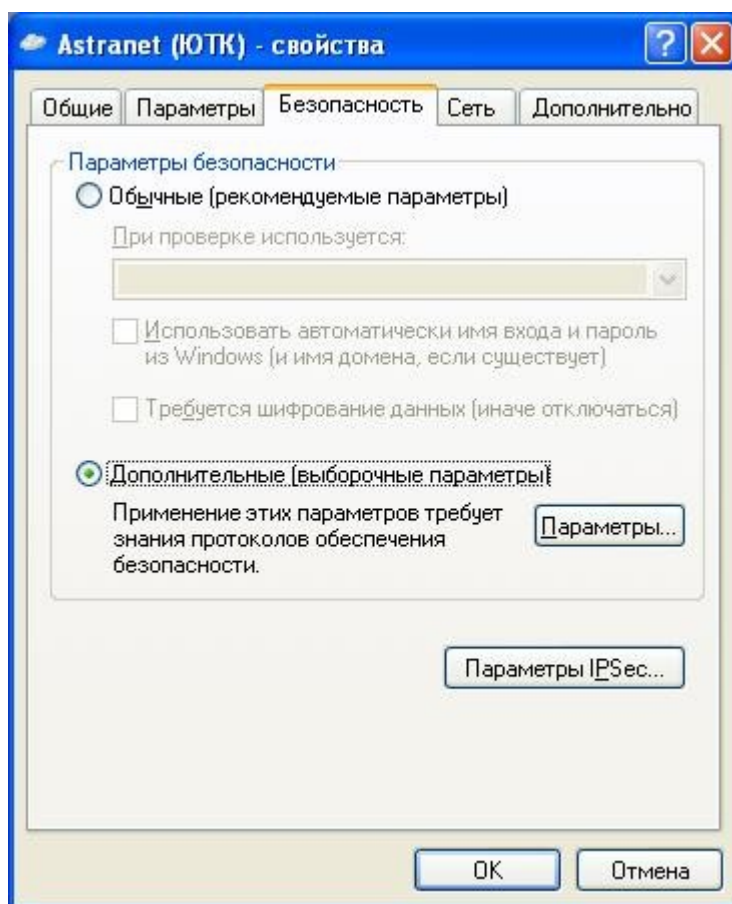 Astranet (ЮТК) - свойства
Общие Параметры Безопасность Сеть Дополнительно
Параметры безопасности
Обычные (рекомендуемые параметры)
При проверке используется:
Использовать автоматически имя входа и пароль
из Windows (и имя домена, если существует)
Требуется шифрование данных (иначе отключаться)
Дополнительные (выборочные параметры)
Применение этих параметров требует
знания протоколов обеспечения
безопасности.
Параметры...
Параметры IPSec...
OK Отмена